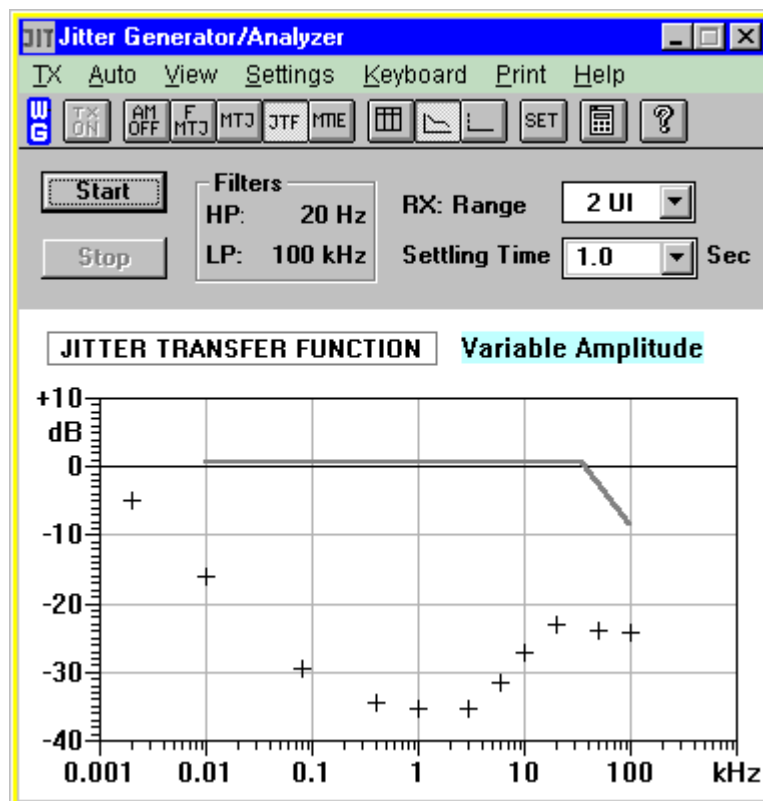 JIT Jitter Generator/Analyzer
TX Auto View Settings Keyboard Print Help
WG TX ON AM OFF F MTJ MTJ JTF MTIE SET ?
Start Filters
HP: 20 Hz RX: Range 2 UI
Stop LP: 100 kHz Settling Time 1.0 Sec
JITTER TRANSFER FUNCTION Variable Amplitude
+10
dB
0
-10
-20
-30
-40
0.001 0.01 0.1 1 10 100 kHz